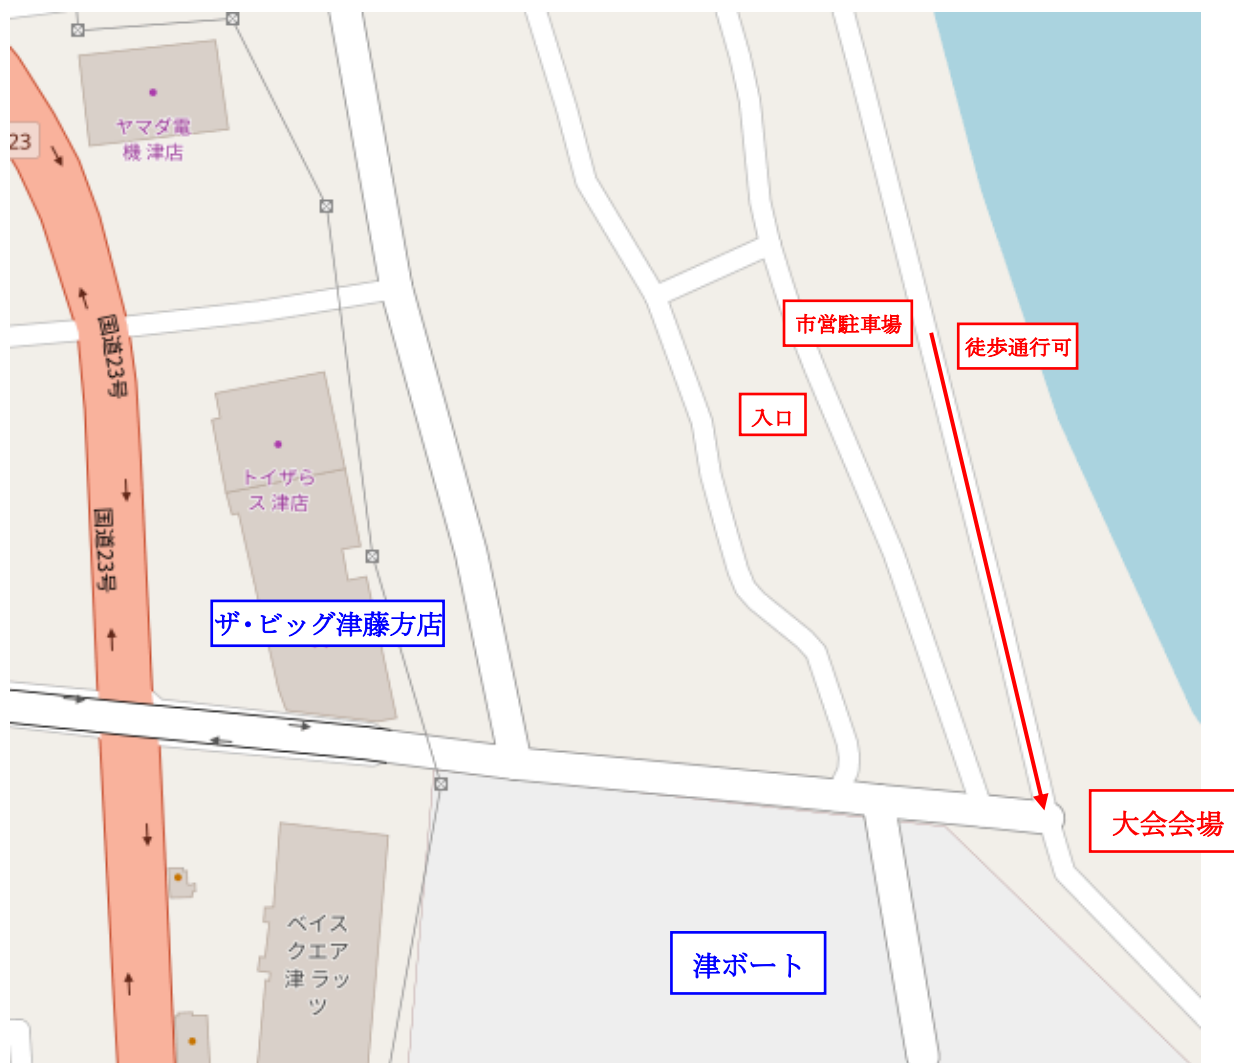 ヤマダ電
機 津店
23
国道23号
市営駐車場
徒歩通行可
入口
トイザら
ス 津店
国道23号
ザ・ビッグ津藤方店
大会会場
ベイス
クエア
津 ラッ
ツ
津ボート